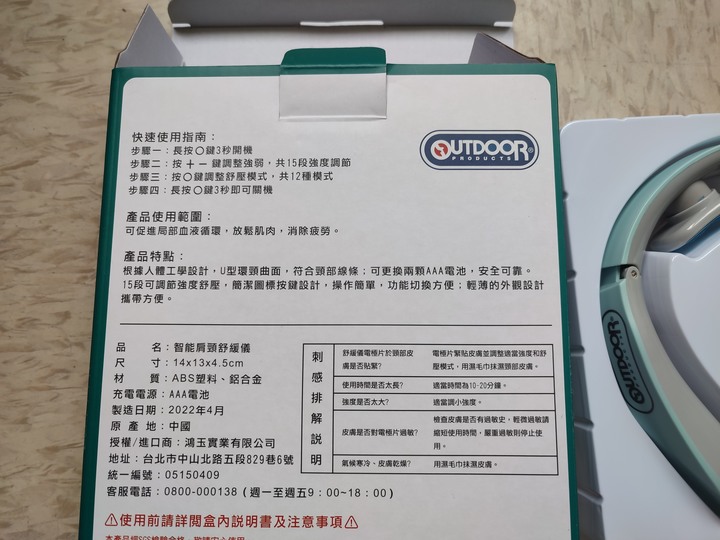 快速使用指南：
步驟一：長按〇鍵3秒開機
步驟二：按＋－鍵調整強弱，共15段強度調節
步驟三：按〇鍵調整舒壓模式，共12種模式
步驟四：長按〇鍵3秒即可關機
OUTDOOR®
PRODUCTS
產品使用範圍：
可促進局部血液循環，放鬆肌肉，消除疲勞。
產品特點：
根據人體工學設計，U型環頸曲面，符合頸部線條；可更換兩顆AAA電池，安全可靠。
15段可調節強度舒壓，簡潔圖標按鍵設計，操作簡單，功能切換方便；輕薄的外觀設計
攜帶方便。
品　　名：智能肩頸舒緩儀
尺　　寸：14x13x4.5cm
材　　質：ABS塑料、鋁合金
充電電源：AAA電池
製造日期：2022年4月
原 產 地：中國
授權/進口商：鴻玉實業有限公司
地址：台北市中山北路五段829巷6號
統一編號：05150409
客服電話：0800-000138（週一至週五9：00~18：00）
刺感排解說明
舒緩儀電極片於頸部皮
膚是否貼緊?
電極片緊貼皮膚並調整適當強度和舒
壓模式，用濕毛巾抹濕頸部皮膚。
使用時間是否太長?
適當時間為10-20分鐘。
強度是否太大?
適當調小強度。
皮膚是否對電極片過敏?
檢查皮膚是否有過敏史，輕微過敏請
縮短使用時間，嚴重過敏則停止使
用。
氣候寒冷、皮膚乾燥?
用濕毛巾抹濕皮膚。
⚠使用前請詳閱盒內說明書及注意事項⚠
本產品經SGS檢驗合格，敬請安心使用
OUTDOOR